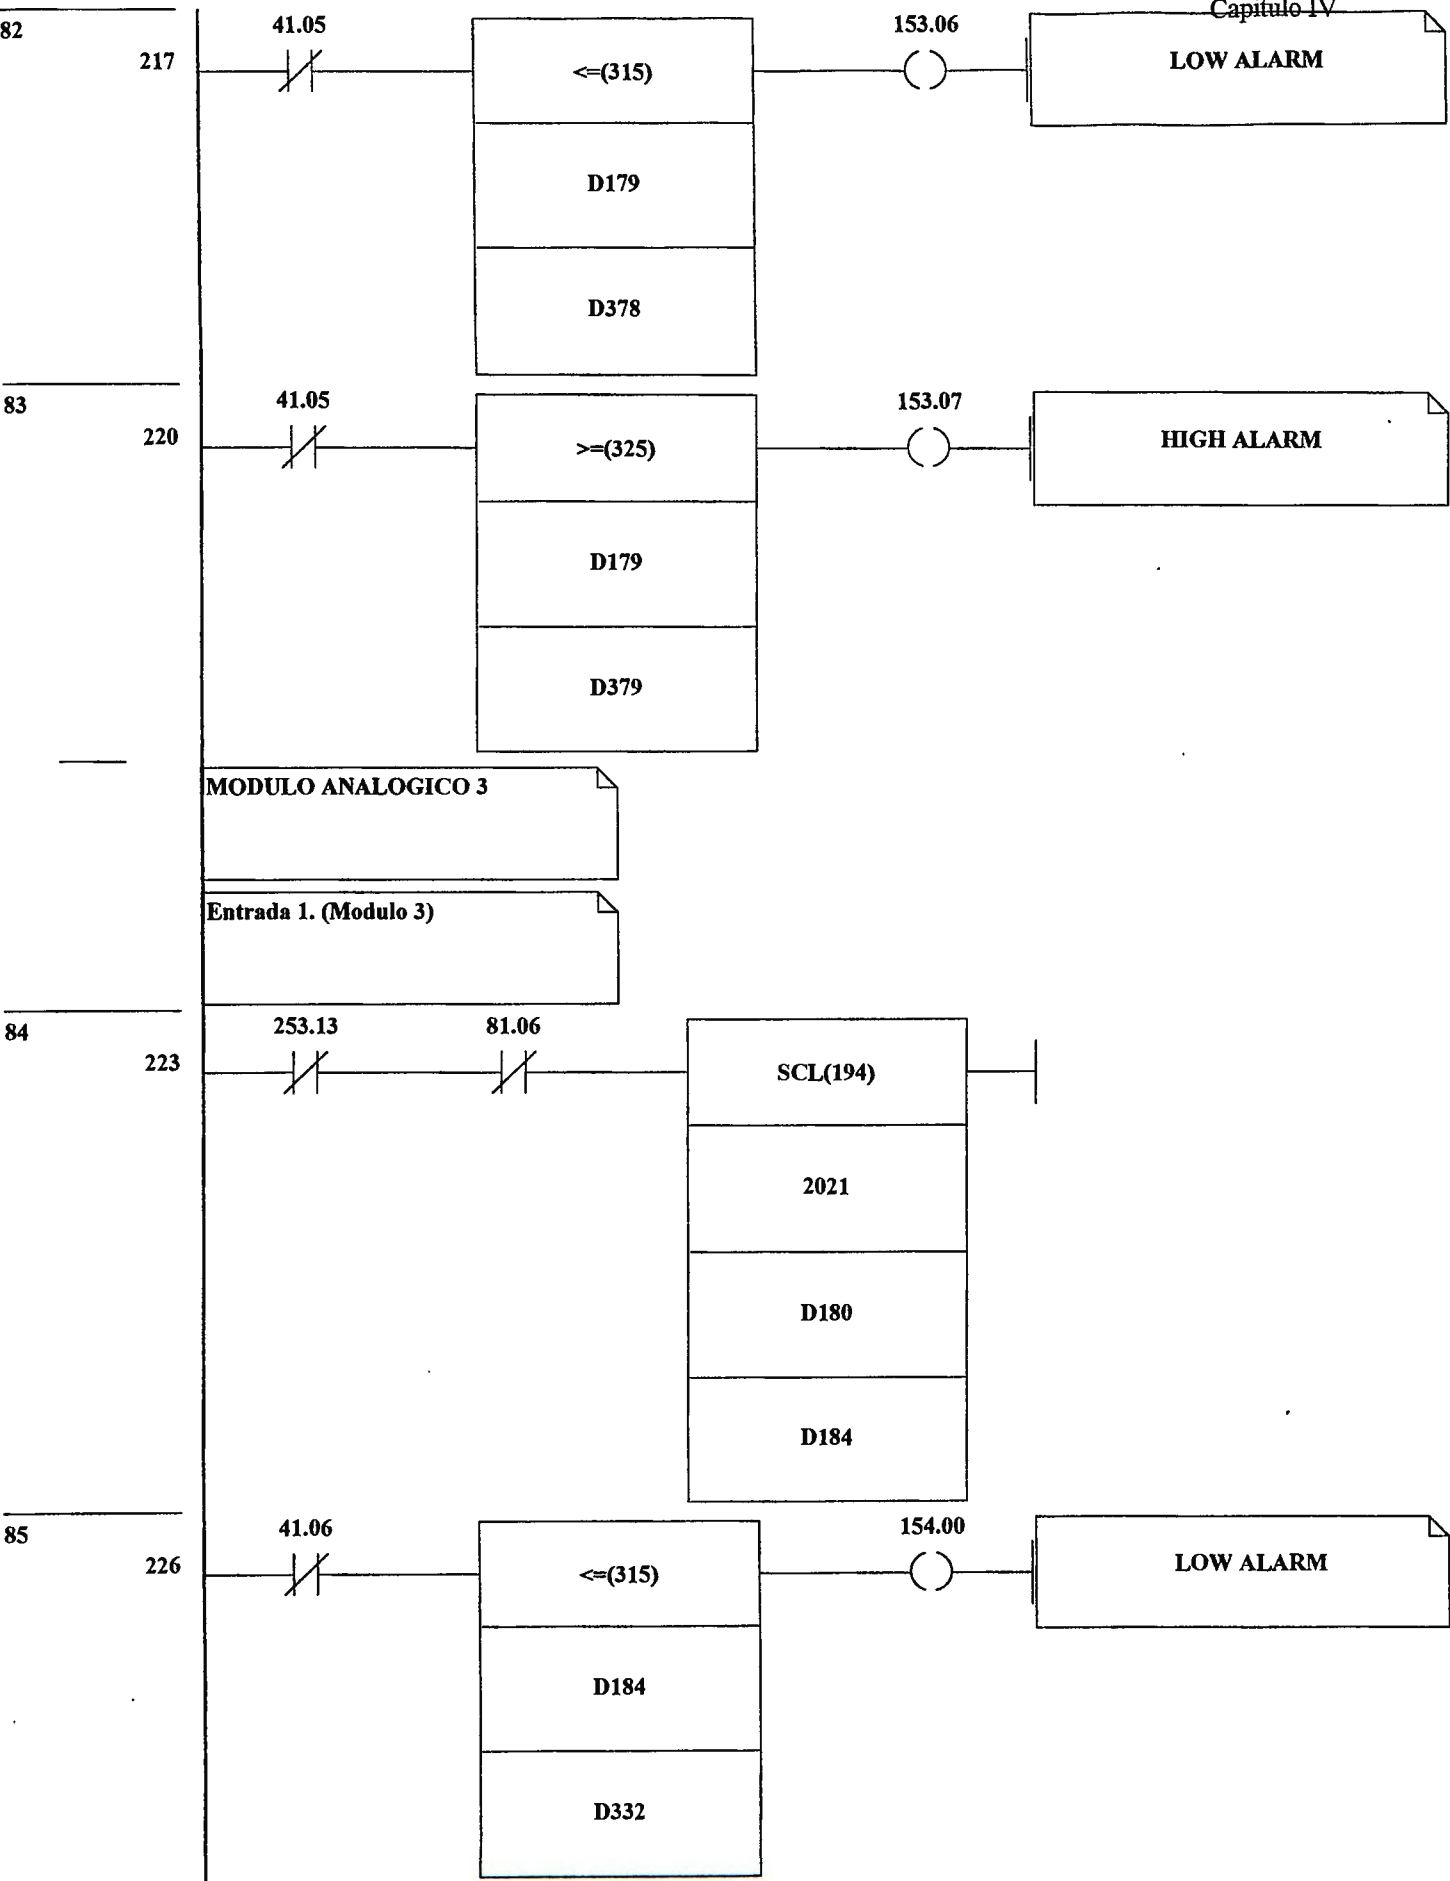 Capitulo IV
82
217
41.05
<=(315)
D179
D378
153.06
LOW ALARM
83
220
41.05
>=(325)
D179
D379
153.07
HIGH ALARM
MODULO ANALOGICO 3
Entrada 1. (Modulo 3)
84
223
253.13
81.06
SCL(194)
2021
D180
D184
85
226
41.06
<=(315)
D184
D332
154.00
LOW ALARM